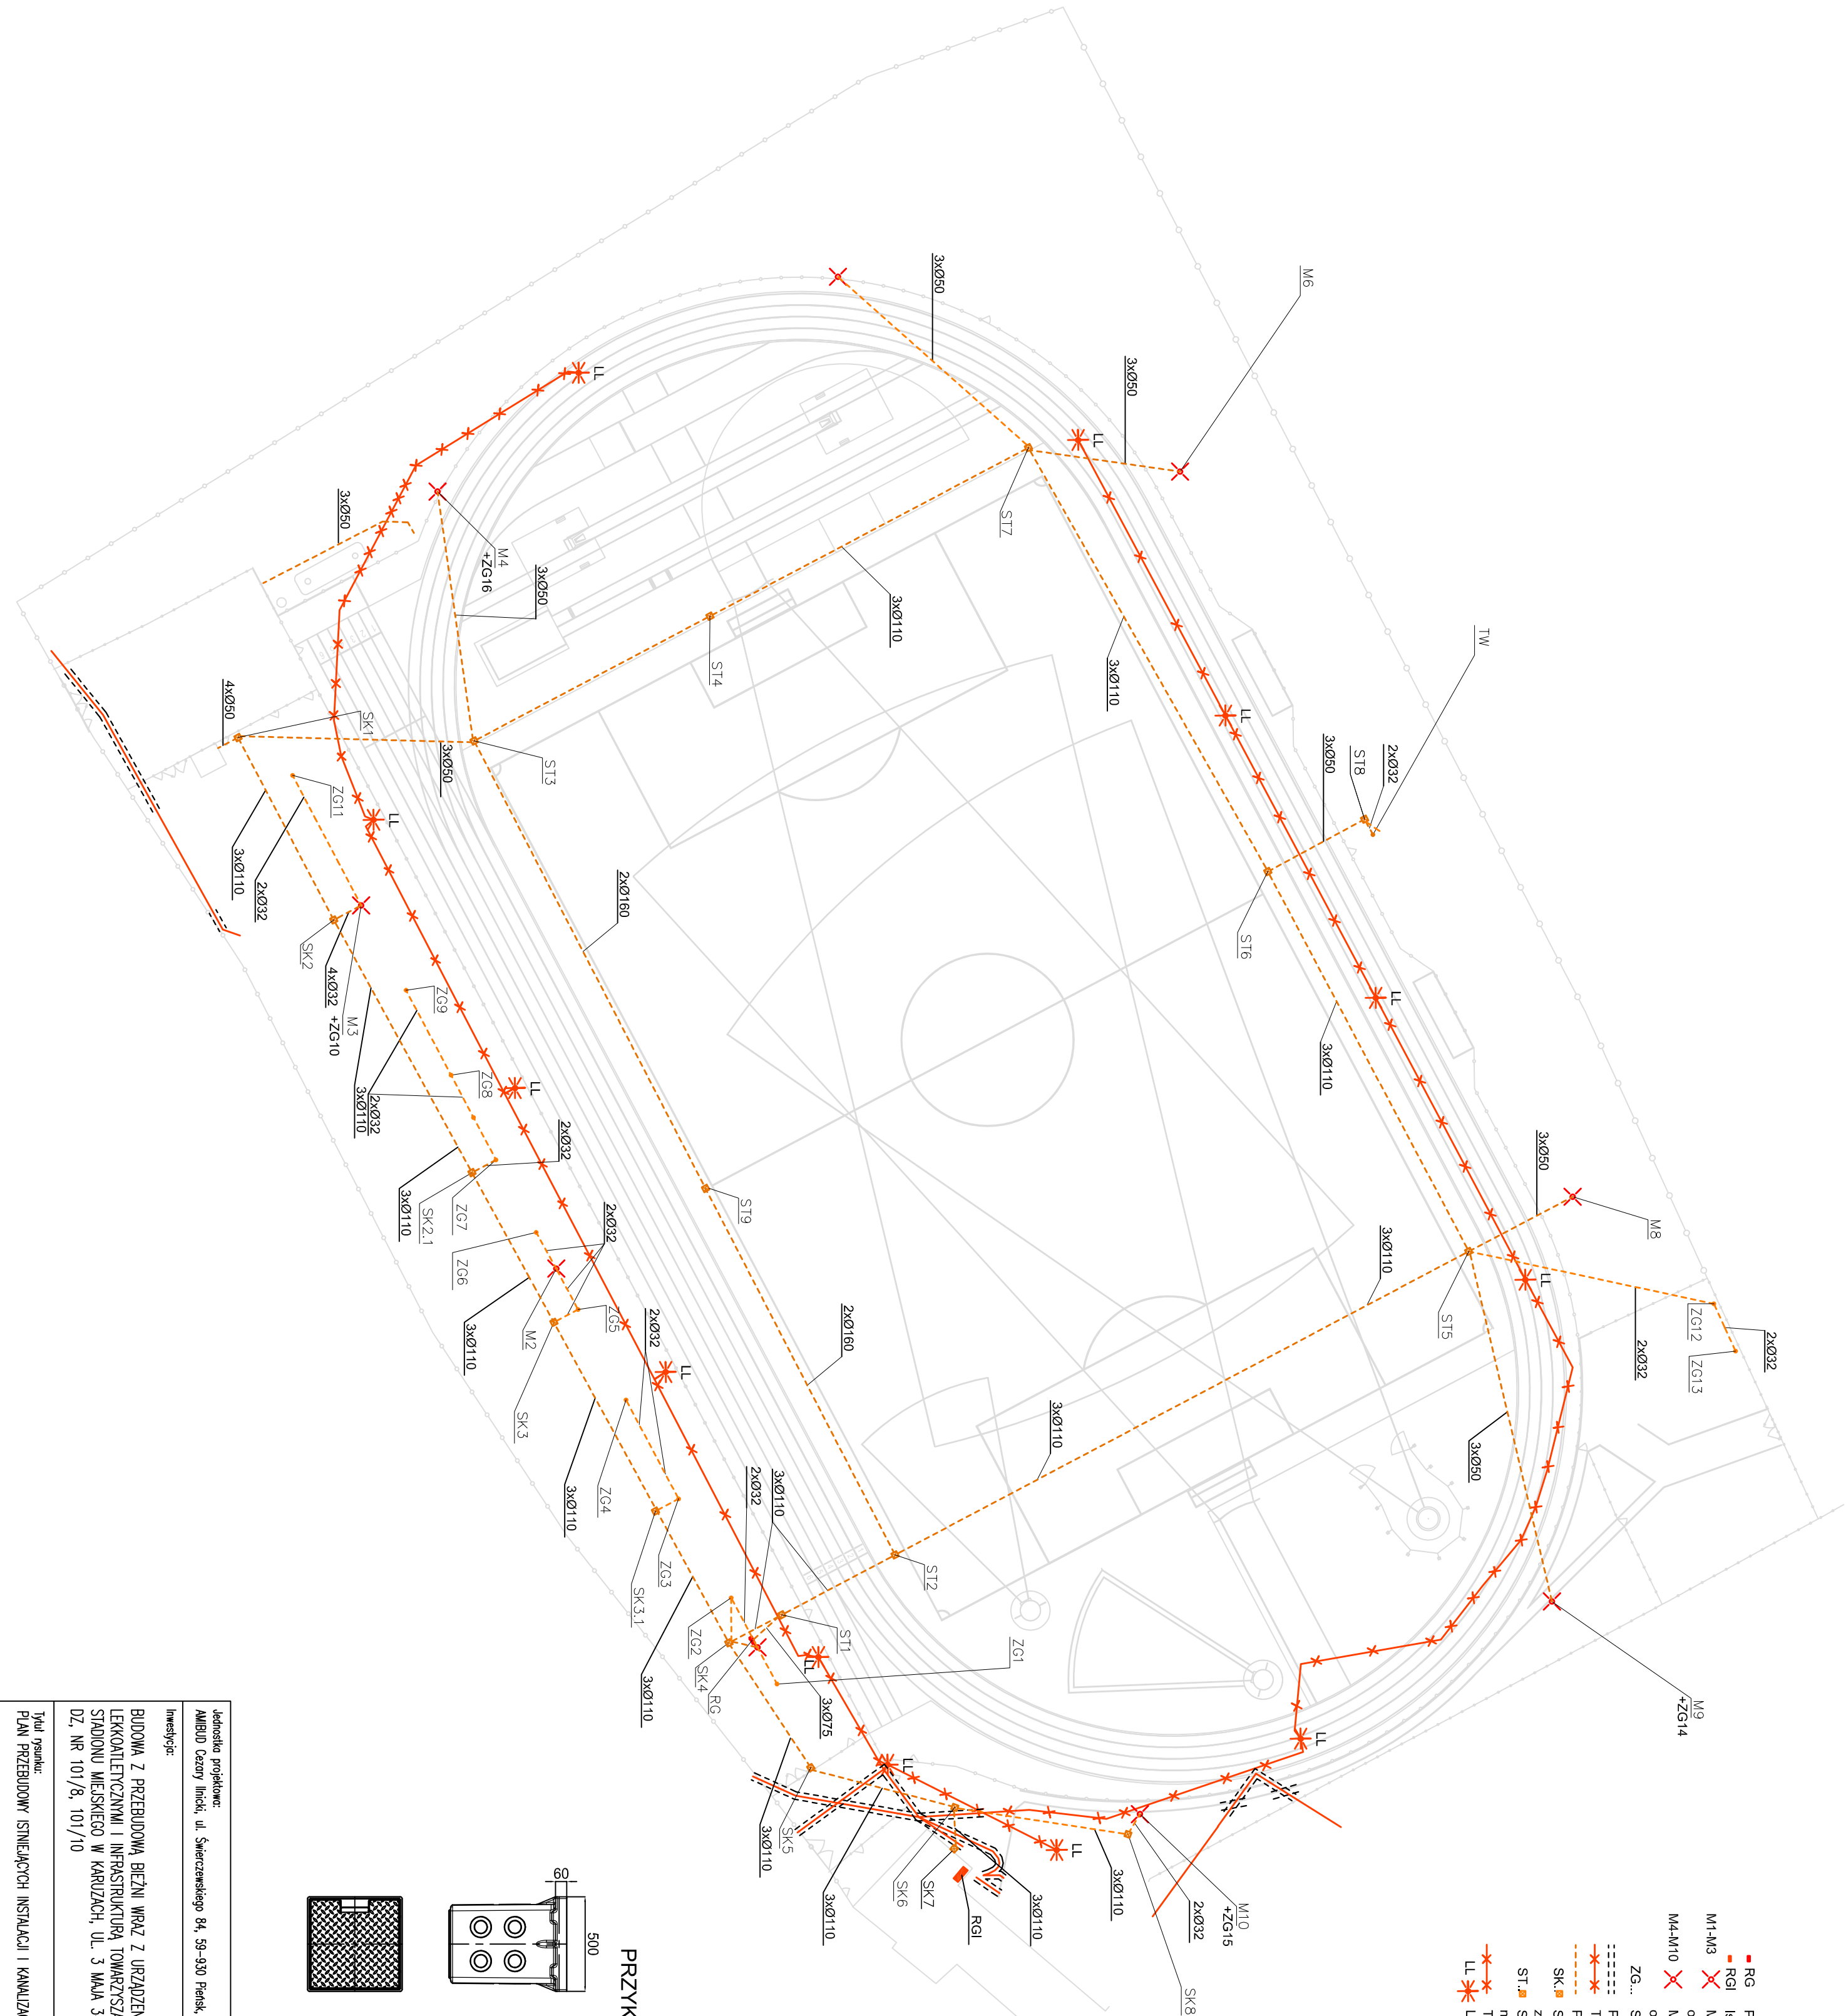 M6
3xØ50
3xØ50
LL
LL
ST7
3xØ50
M4
+ZG16
3xØ50
3xØ110
ST4
3xØ110
TW
LL
2xØ32
ST8
3xØ50
4xØ50
SK1
3xØ50
ST3
ZG11
LL
3xØ110
2xØ32
2xØ160
ST6
SK2
4xØ32
M3
+ZG10
ZG9
LL
3xØ110
ZG8
LL
3xØ110
2xØ32
2xØ32
3xØ110
SK2.1
ZG7
3xØ50
M8
ST9
2xØ32
ZG6
3xØ110
LL
3xØ110
M2
ZG5
2xØ32
ST5
ZG12
2xØ32
2xØ32
ZG13
2xØ160
LL
SK3
3xØ110
3xØ50
ZG4
3xØ110
2xØ32
3xØ110
ST2
ZG3
SK3.1
ST1
ZG1
ZG2
SK4
RG
LL
3xØ110
3xØ75
M9
+ZG14
LL
LL
3xØ110
SK5
3xØ110
SK6
SK7
LL
RGI
3xØ110
3xØ110
2xØ32
M10
+ZG15
SK8
RG
RGI
M1-M3
M4-M10
ZG...
SK..
ST..
LL
PRZYK
500
60
Jednostka projektowa:
AMIBUD Cezary Ilnicki, ul. Świerczewskiego 84, 59-930 Pieńsk,
Inwestycja:
BUDOWA Z PRZEBUDOWĄ BIEŻNI WRAZ Z URZĄDZEN
LEKKOATLETYCZNYMI I INFRASTRUKTURĄ TOWARZYSZĄ
STADIONU MIEJSKIEGO W KARUZACH, UL. 3 MAJA 3
DZ, NR 101/8, 101/10
Tytuł rysunku:
PLAN PRZEBUDOWY ISTNIEJĄCYCH INSTALACJI I KANALIZA